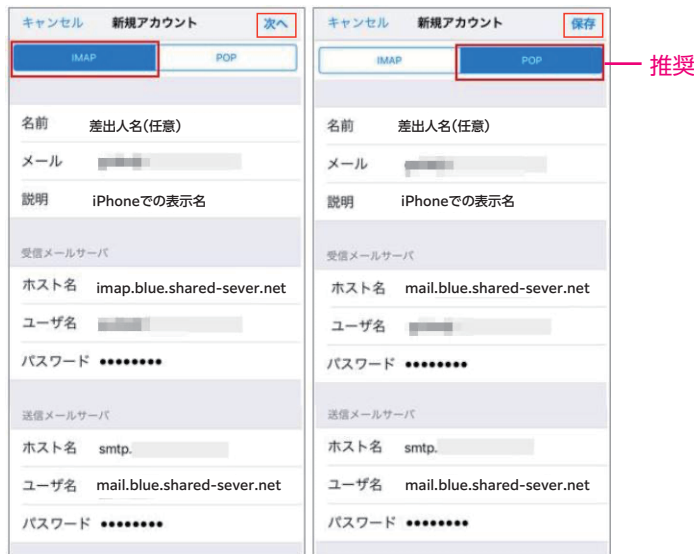 キャンセル 新規アカウント 次へ
IMAP POP
名前 差出人名(任意)
メール
説明 iPhoneでの表示名
受信メールサーバ
ホスト名 imap.blue.shared-sever.net
ユーザ名
パスワード ●●●●●●●●
送信メールサーバ
ホスト名 smtp.
ユーザ名 mail.blue.shared-sever.net
パスワード ●●●●●●●●
キャンセル 新規アカウント 保存
IMAP POP
推奨
名前 差出人名(任意)
メール
説明 iPhoneでの表示名
受信メールサーバ
ホスト名 mail.blue.shared-sever.net
ユーザ名
パスワード ●●●●●●●●
送信メールサーバ
ホスト名 smtp.
ユーザ名 mail.blue.shared-sever.net
パスワード ●●●●●●●●